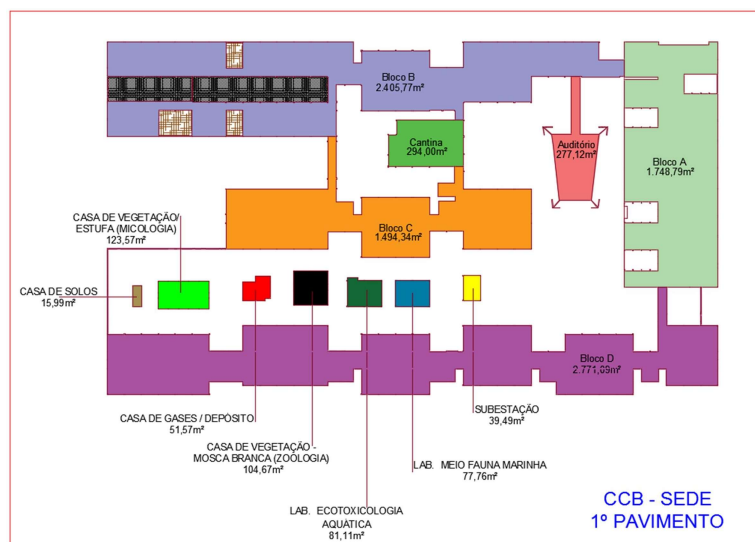 Bloco B
2.405,77m²
Cantina
294,00m²
Auditório
277,12m²
Bloco A
1.748,79m²
CASA DE VEGETAÇÃO/
ESTUFA (MICOLOGIA)
123,57m²
Bloco C
1.494,34m²
CASA DE SOLOS
15,99m²
Bloco D
2.771,69m²
CASA DE GASES / DEPÓSITO
51,57m²
SUBESTAÇÃO
39,49m²
CASA DE VEGETAÇÃO -
MOSCA BRANCA (ZOOLOGIA)
104,67m²
LAB. MEIO FAUNA MARINHA
77,76m²
LAB. ECOTOXICOLOGIA
AQUÁTICA
81,11m²
CCB - SEDE
1º PAVIMENTO